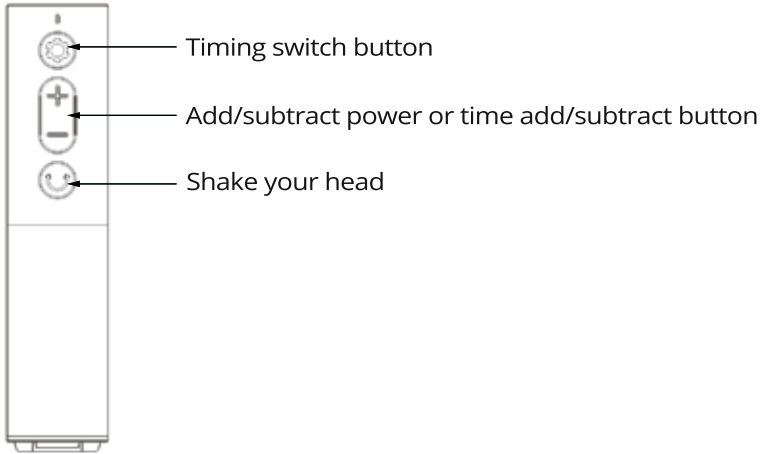 Timing switch button
Add/subtract power or time add/subtract button
Shake your head